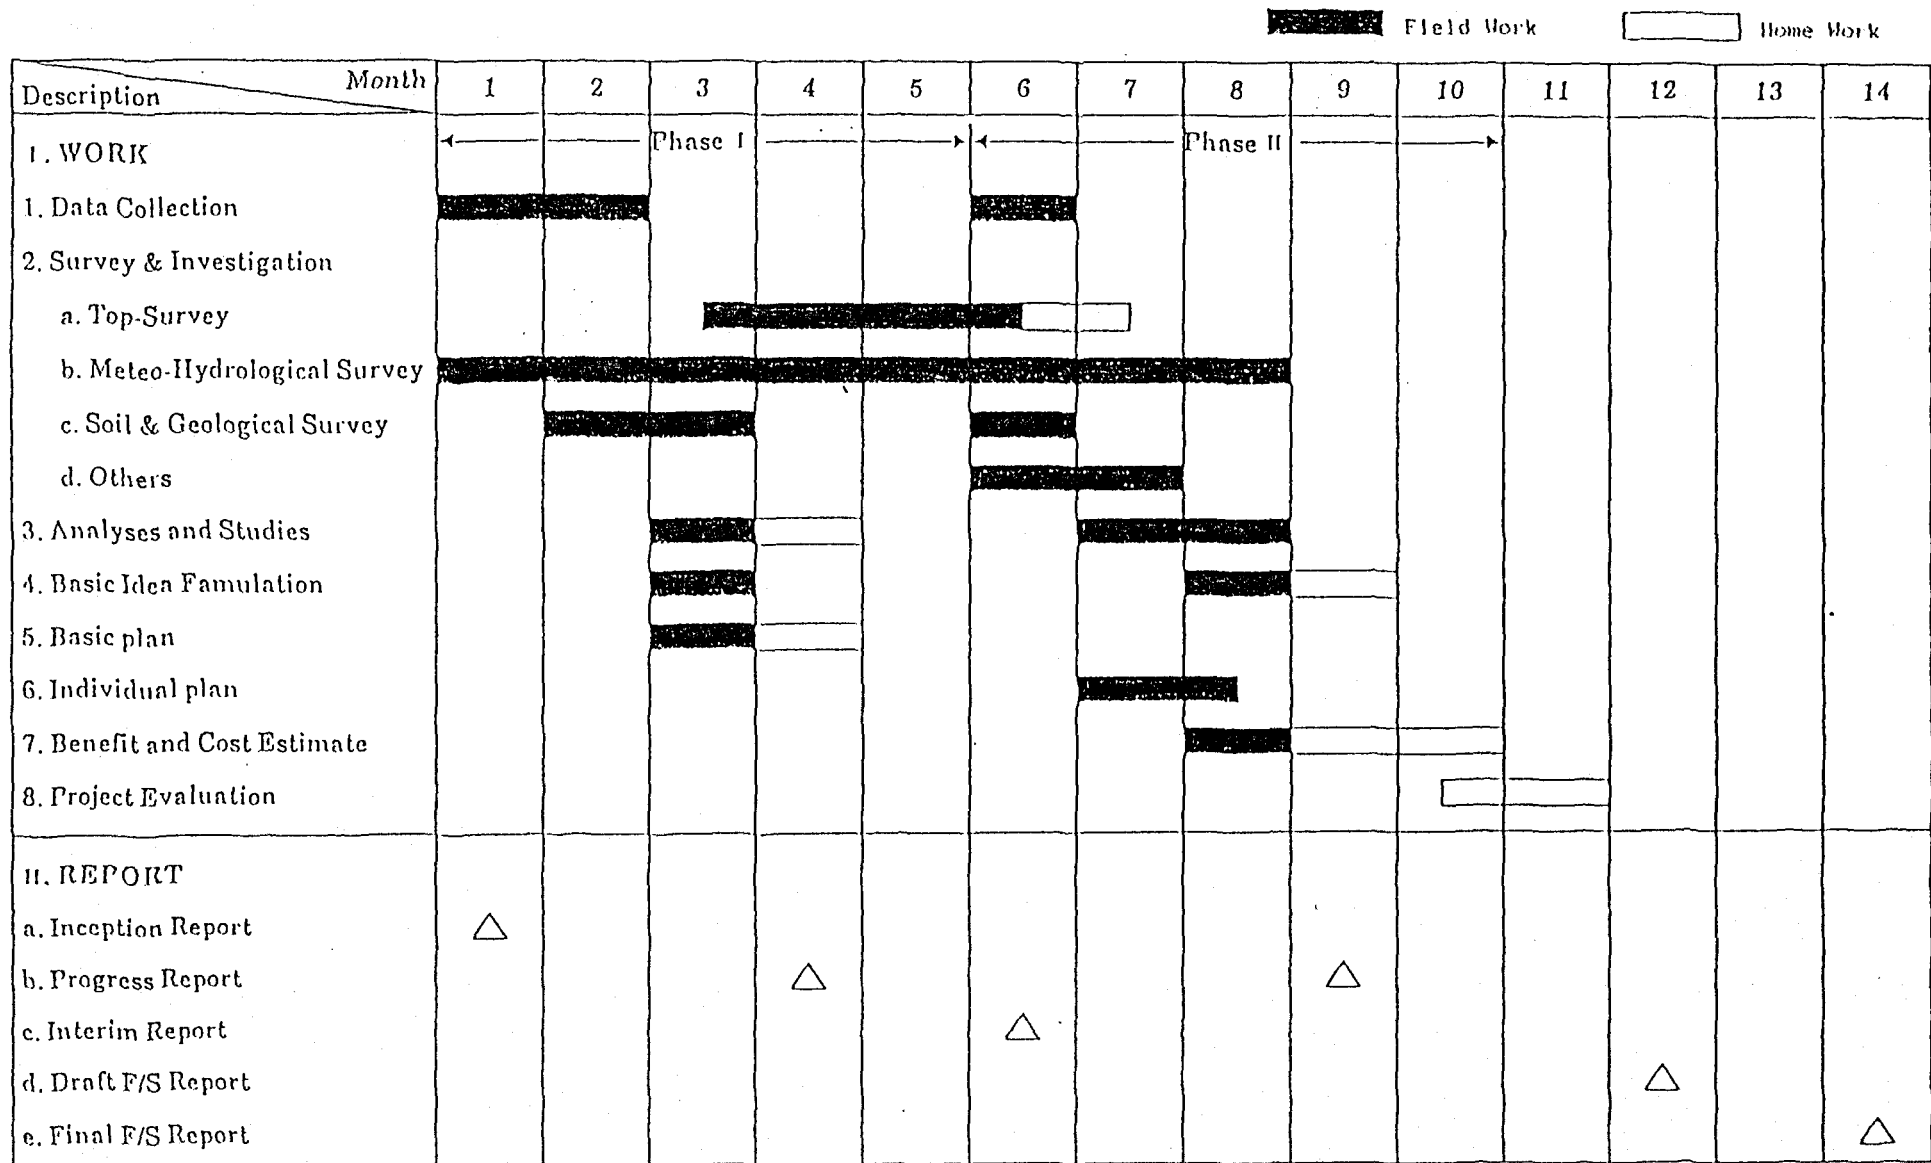 Field Work Home Work
Month 1 2 3 4 5 6 7 8 9 10 11 12 13 14
Description
I. WORK Phase I Phase II
1. Data Collection
2. Survey & Investigation
a. Top-Survey
b. Meteo-Hydrological Survey
c. Soil & Geological Survey
d. Others
3. Analyses and Studies
4. Basic Idea Famulation
5. Basic plan
6. Individual plan
7. Benefit and Cost Estimate
8. Project Evaluation
II. REPORT
a. Inception Report
b. Progress Report
c. Interim Report
d. Draft F/S Report
e. Final F/S Report